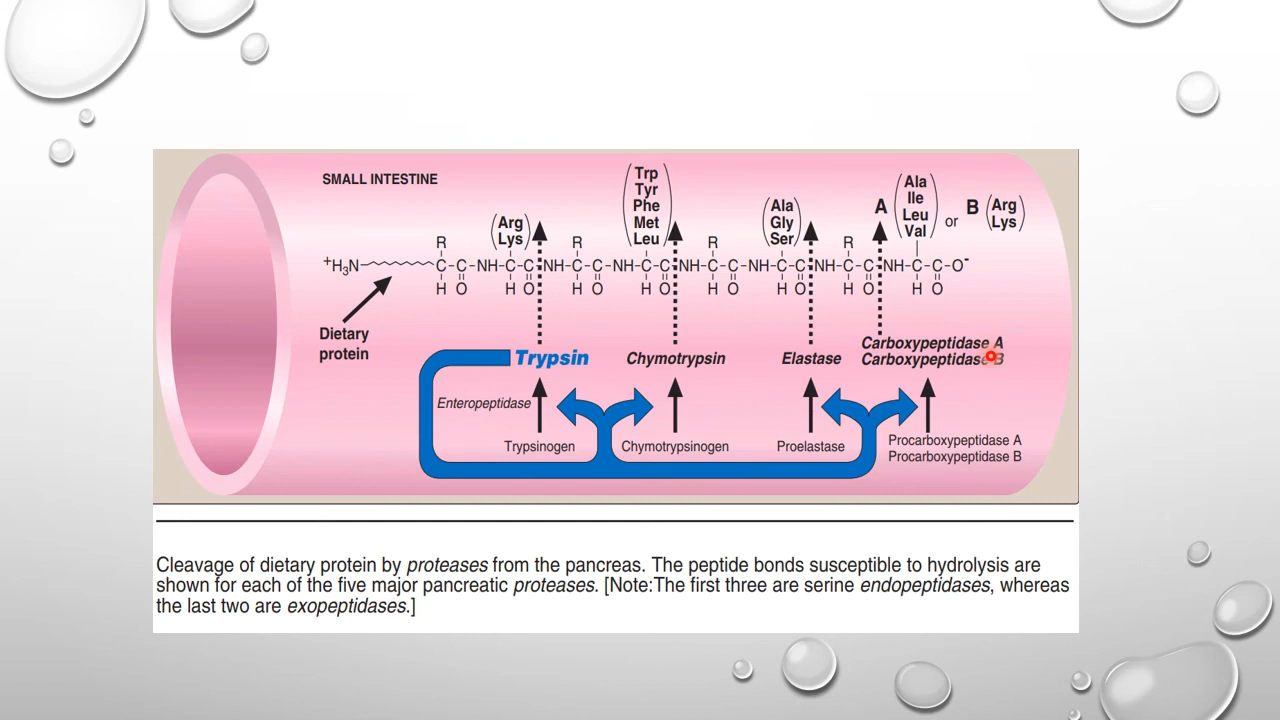 SMALL INTESTINE
Trp
Tyr
Phe
Met
Leu
Arg
Lys
Ala
Gly
Ser
A
Ala
Ile
Leu
Val
or
B
Arg
Lys
R R R R
+H3N C–C–NH–C–C–NH–C–C–NH–C–C–NH–C–C–NH–C–C–NH–C–C–NH–C–C–O-
H O H O H O H O H O H O H O H O
Dietary
protein
Trypsin
Chymotrypsin
Elastase
Carboxypeptidase A
Carboxypeptidase B
Enteropeptidase
Trypsinogen
Chymotrypsinogen
Proelastase
Procarboxypeptidase A
Procarboxypeptidase B
Cleavage of dietary protein by proteases from the pancreas. The peptide bonds susceptible to hydrolysis are
shown for each of the five major pancreatic proteases. [Note:The first three are serine endopeptidases, whereas
the last two are exopeptidases.]